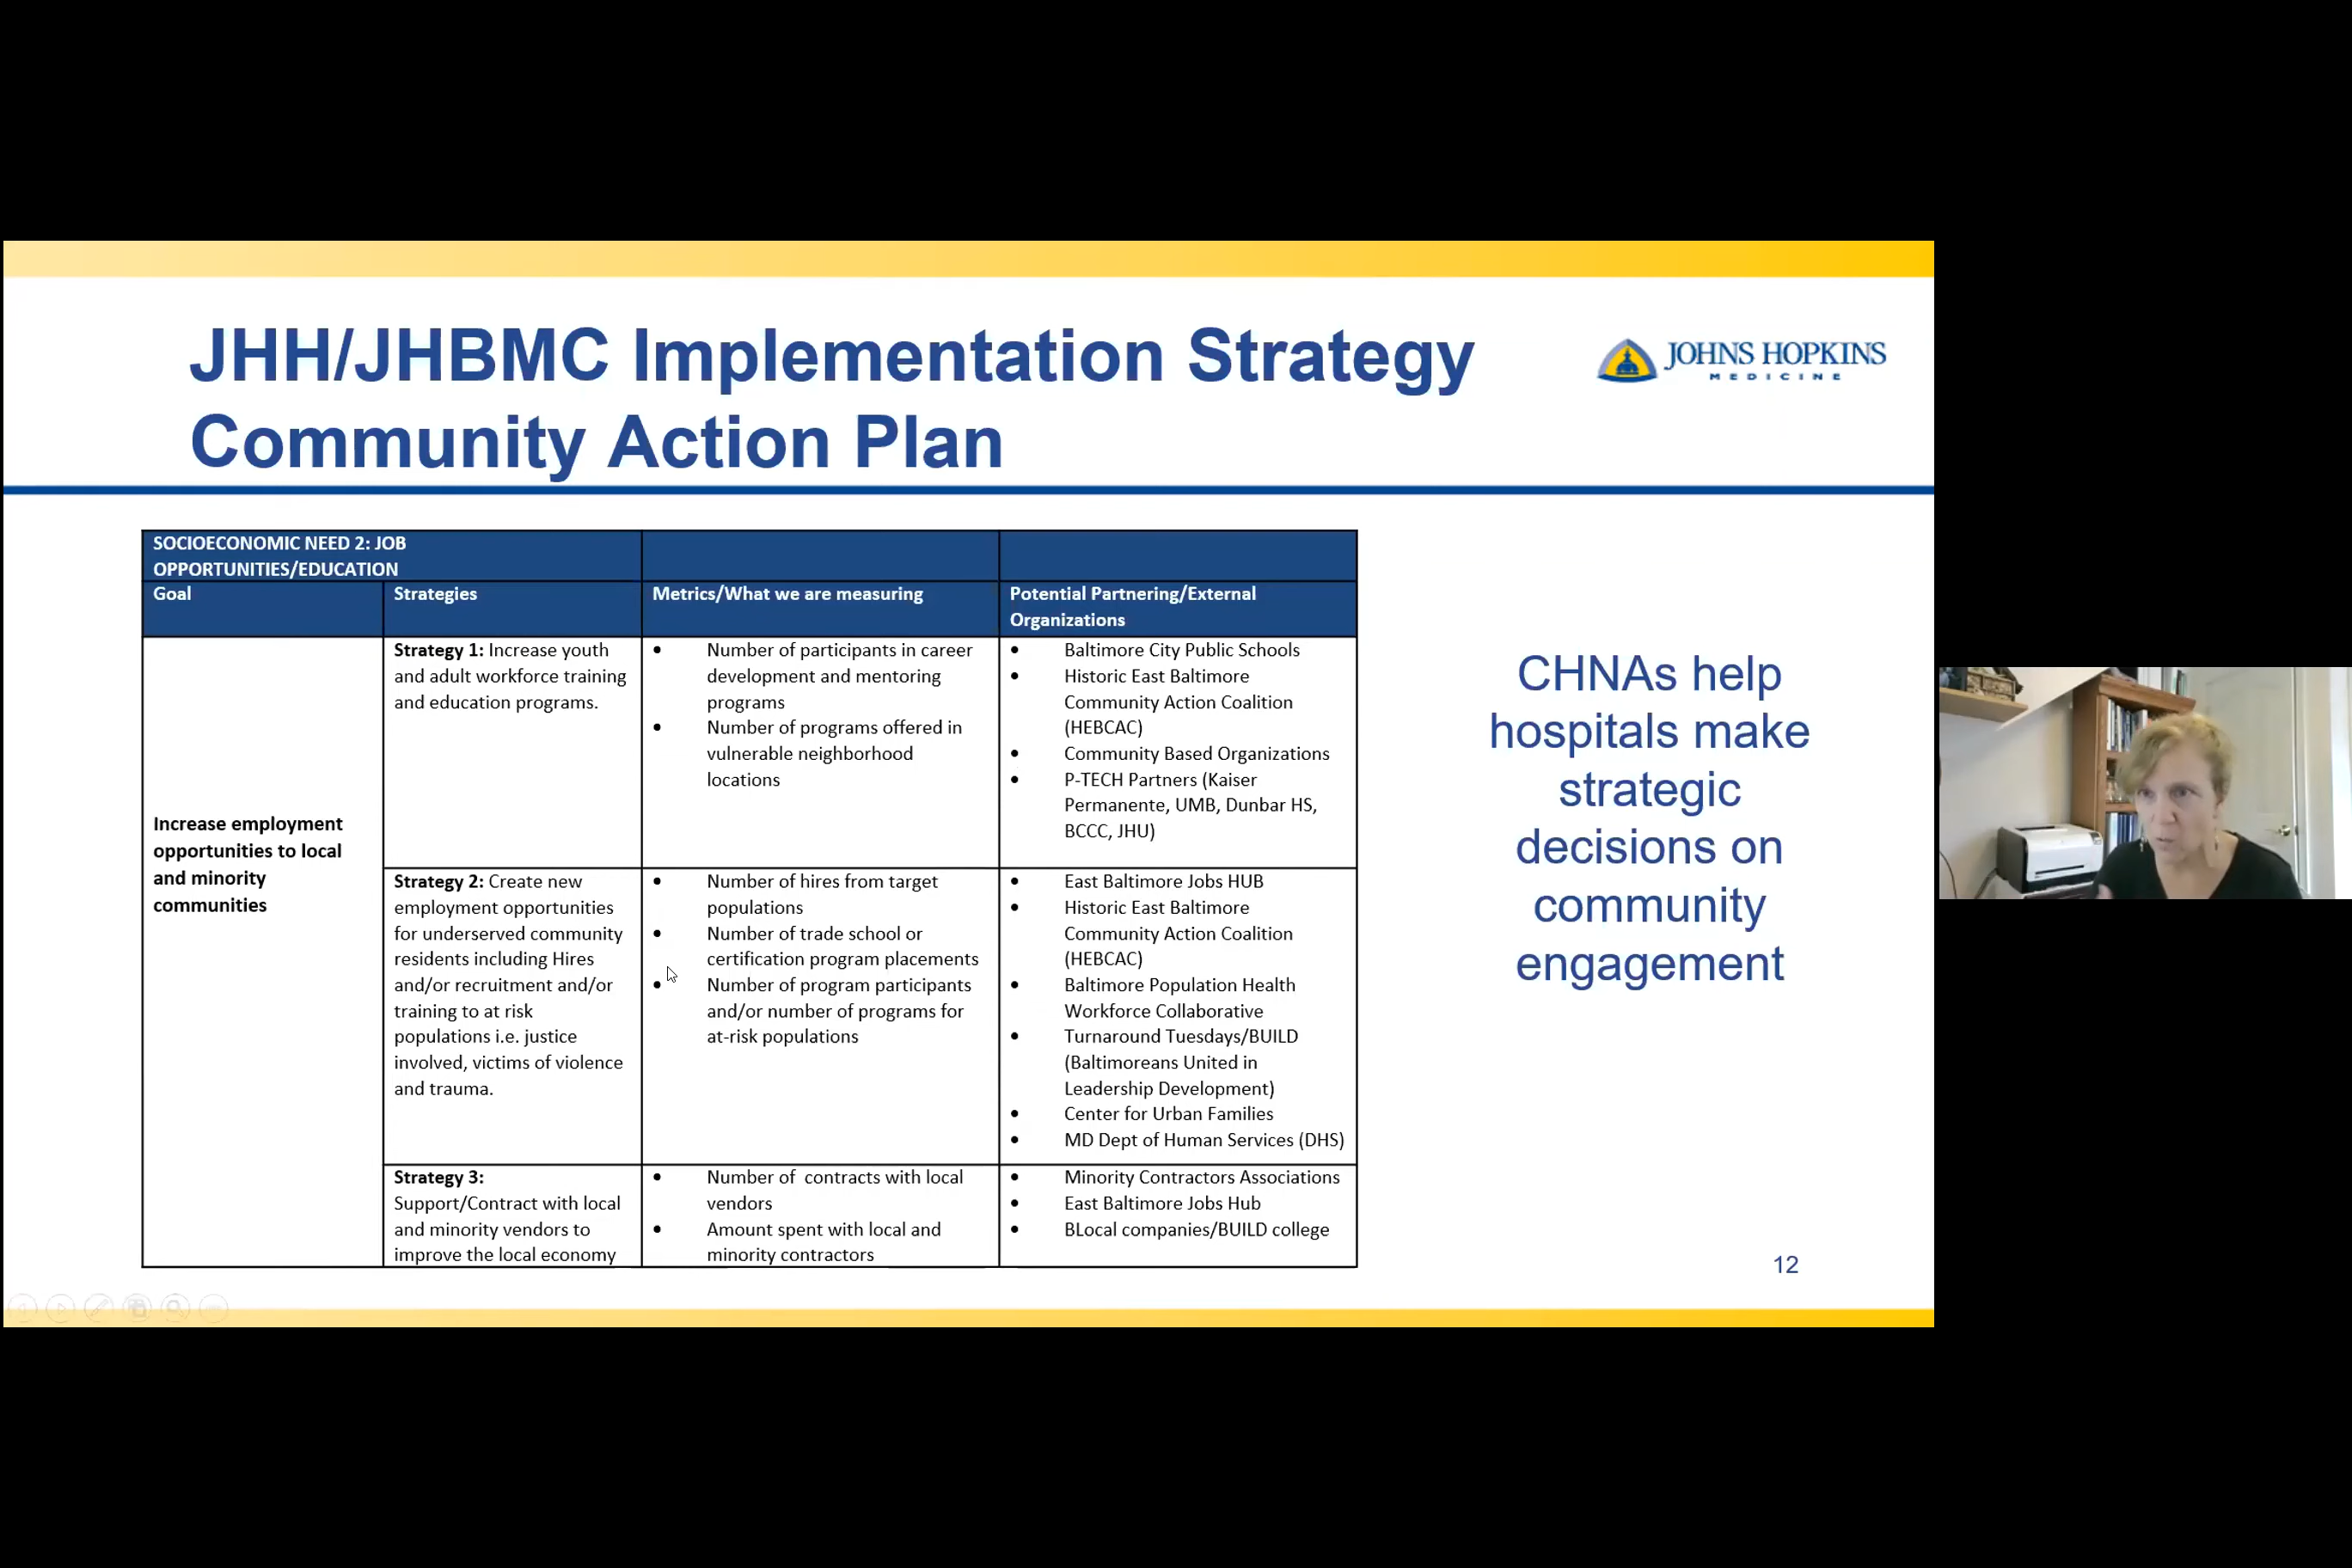 JHH/JHBMC Implementation Strategy
Community Action Plan
JOHNS HOPKINS
MEDICINE
SOCIOECONOMIC NEED 2: JOB
OPPORTUNITIES/EDUCATION
Goal
Strategies
Metrics/What we are measuring
Potential Partnering/External
Organizations
Increase employment
opportunities to local
and minority
communities
Strategy 1: Increase youth
and adult workforce training
and education programs.
• Number of participants in career
development and mentoring
programs
• Number of programs offered in
vulnerable neighborhood
locations
• Baltimore City Public Schools
• Historic East Baltimore
Community Action Coalition
(HEBCAC)
• Community Based Organizations
• P-TECH Partners (Kaiser
Permanente, UMB, Dunbar HS,
BCCC, JHU)
Strategy 2: Create new
employment opportunities
for underserved community
residents including Hires
and/or recruitment and/or
training to at risk
populations i.e. justice
involved, victims of violence
and trauma.
• Number of hires from target
populations
• Number of trade school or
certification program placements
• Number of program participants
and/or number of programs for
at-risk populations
• East Baltimore Jobs HUB
• Historic East Baltimore
Community Action Coalition
(HEBCAC)
• Baltimore Population Health
Workforce Collaborative
• Turnaround Tuesdays/BUILD
(Baltimoreans United in
Leadership Development)
• Center for Urban Families
• MD Dept of Human Services (DHS)
Strategy 3:
Support/Contract with local
and minority vendors to
improve the local economy
• Number of  contracts with local
vendors
• Amount spent with local and
minority contractors
• Minority Contractors Associations
• East Baltimore Jobs Hub
• BLocal companies/BUILD college
CHNAs help
hospitals make
strategic
decisions on
community
engagement
12